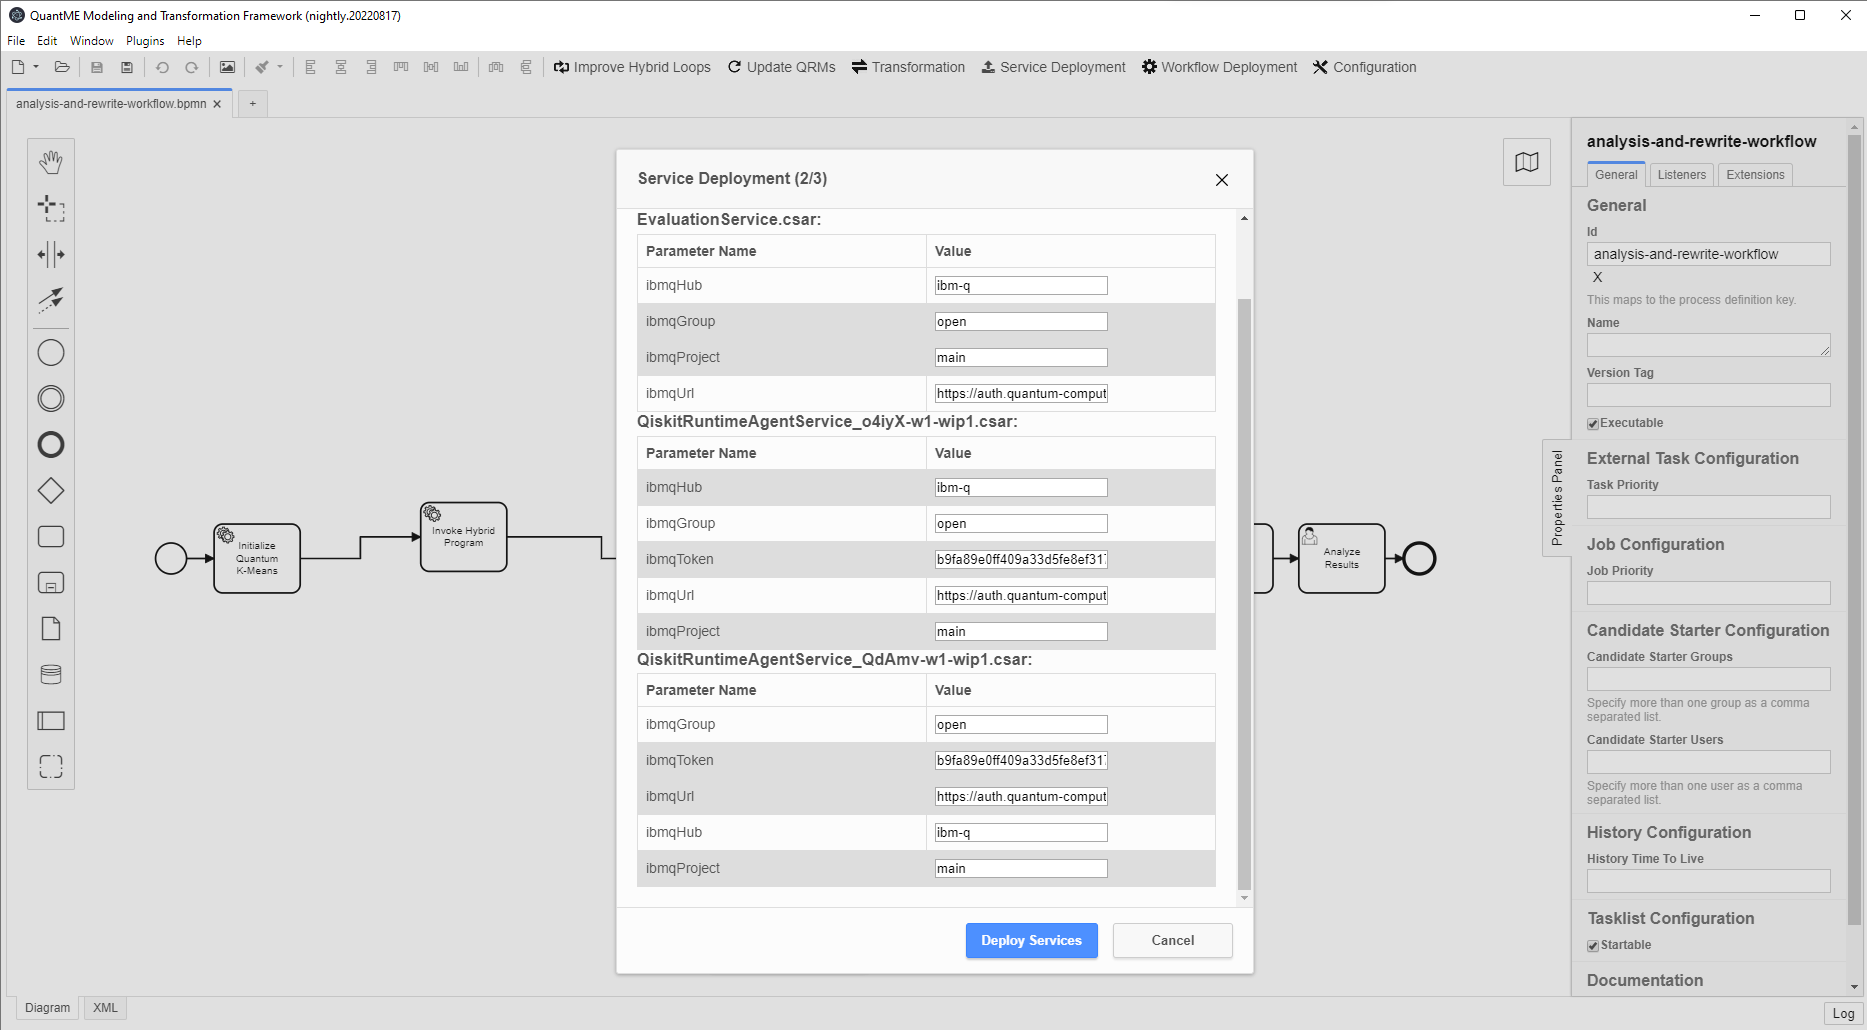 QuantME Modeling and Transformation Framework (nightly.20220817)
File Edit Window Plugins Help
Improve Hybrid Loops Update QRMs Transformation Service Deployment Workflow Deployment Configuration
analysis-and-rewrite-workflow.bpmn × +
Initialize
Quantum
K-Means
Invoke Hybrid
Program
Analyze
Results
Service Deployment (2/3)
EvaluationService.csar:
Parameter Name Value
ibmqHub ibm-q
ibmqGroup open
ibmqProject main
ibmqUrl https://auth.quantum-comput
QiskitRuntimeAgentService_o4iyX-w1-wip1.csar:
Parameter Name Value
ibmqHub ibm-q
ibmqGroup open
ibmqToken b9fa89e0ff409a33d5fe8ef317
ibmqUrl https://auth.quantum-comput
ibmqProject main
QiskitRuntimeAgentService_QdAmv-w1-wip1.csar:
Parameter Name Value
ibmqGroup open
ibmqToken b9fa89e0ff409a33d5fe8ef317
ibmqUrl https://auth.quantum-comput
ibmqHub ibm-q
ibmqProject main
Deploy Services Cancel
Properties Panel
analysis-and-rewrite-workflow
General Listeners Extensions
General
Id
analysis-and-rewrite-workflow
X
This maps to the process definition key.
Name
Version Tag
Executable
External Task Configuration
Task Priority
Job Configuration
Job Priority
Candidate Starter Configuration
Candidate Starter Groups
Specify more than one group as a comma
separated list.
Candidate Starter Users
Specify more than one user as a comma
separated list.
History Configuration
History Time To Live
Tasklist Configuration
Startable
Documentation
Diagram XML
Log